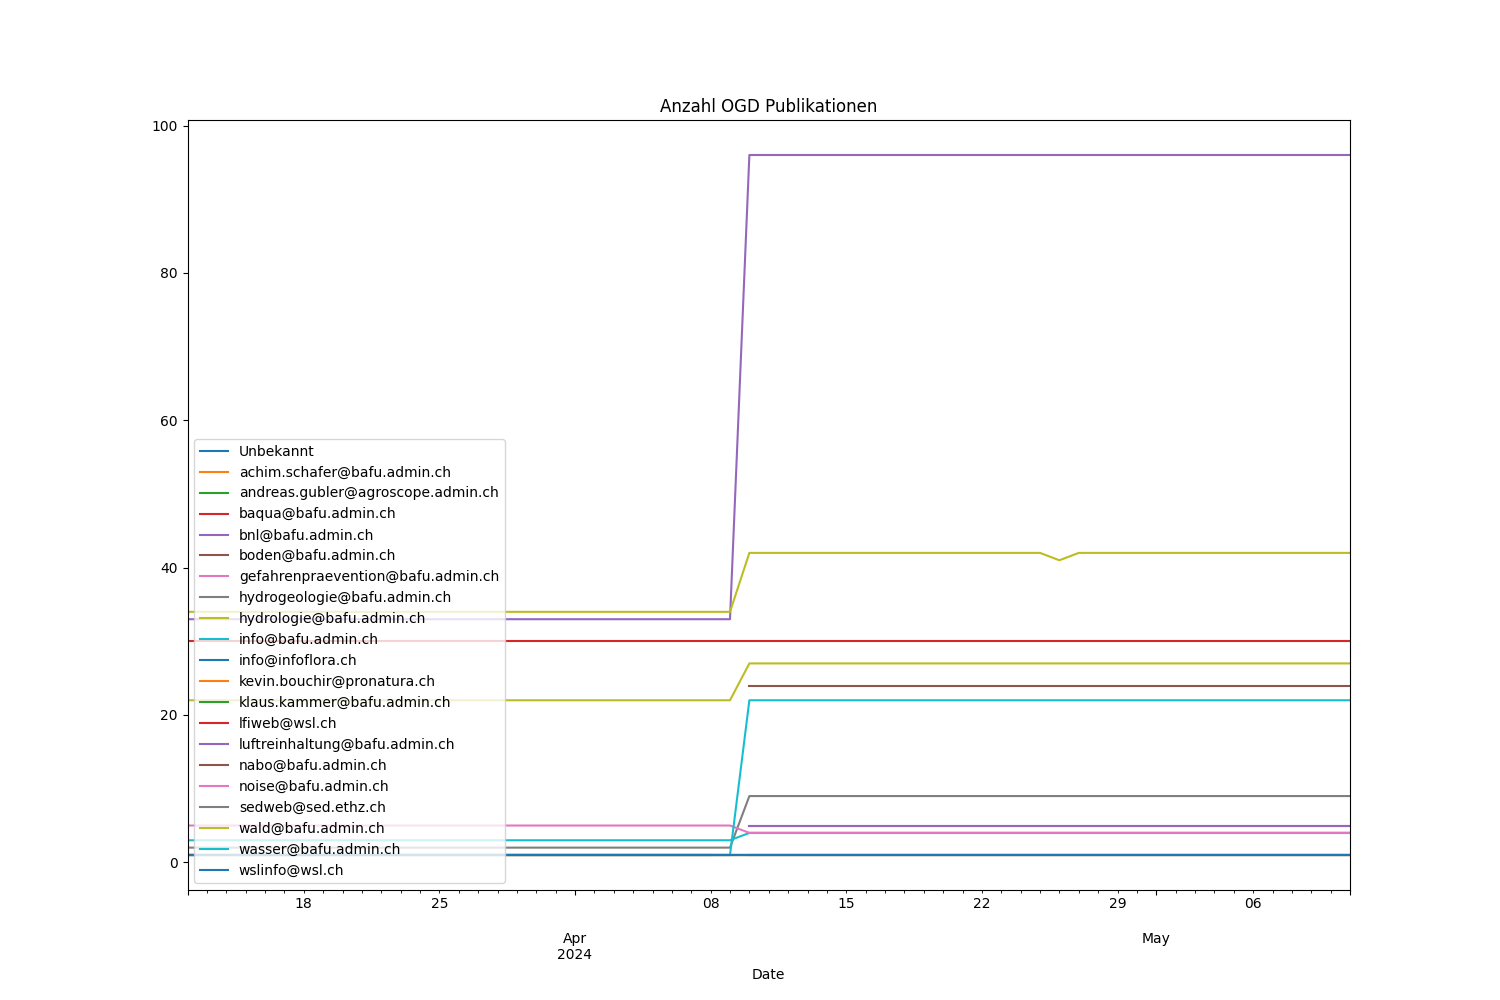 Anzahl OGD Publikationen
100
80
60
40
20
0
Unbekannt
achim.schafer@bafu.admin.ch
andreas.gubler@agroscope.admin.ch
baqua@bafu.admin.ch
bnl@bafu.admin.ch
boden@bafu.admin.ch
gefahrenpraevention@bafu.admin.ch
hydrogeologie@bafu.admin.ch
hydrologie@bafu.admin.ch
info@bafu.admin.ch
info@infoflora.ch
kevin.bouchir@pronatura.ch
klaus.kammer@bafu.admin.ch
lfiweb@wsl.ch
luftreinhaltung@bafu.admin.ch
nabo@bafu.admin.ch
noise@bafu.admin.ch
sedweb@sed.ethz.ch
wald@bafu.admin.ch
wasser@bafu.admin.ch
wslinfo@wsl.ch
18 25 08 15 22 29 06
Apr May
2024
Date